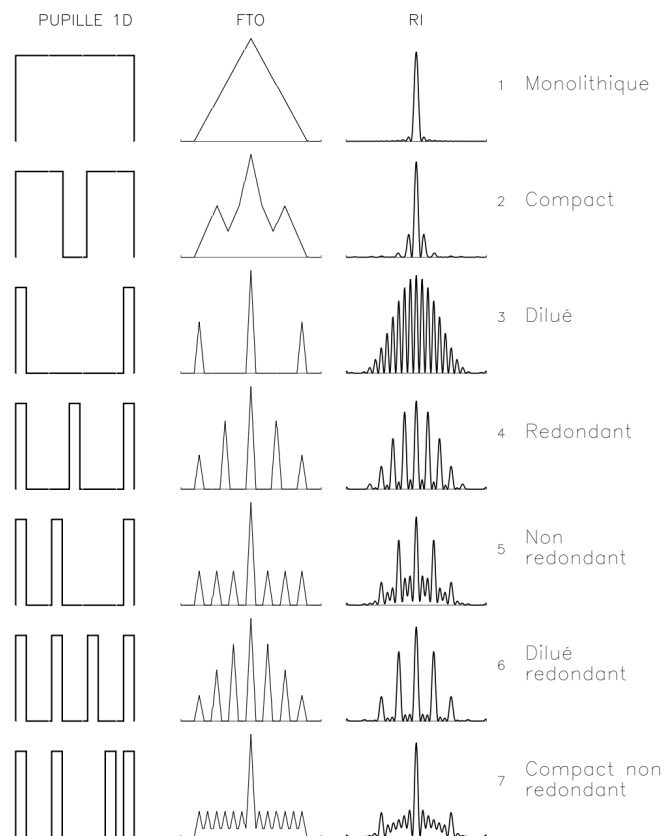 PUPILLE 1D FTO RI
1 Monolithique
2 Compact
3 Dilué
4 Redondant
5 Non
redondant
6 Dilué
redondant
7 Compact non
redondant